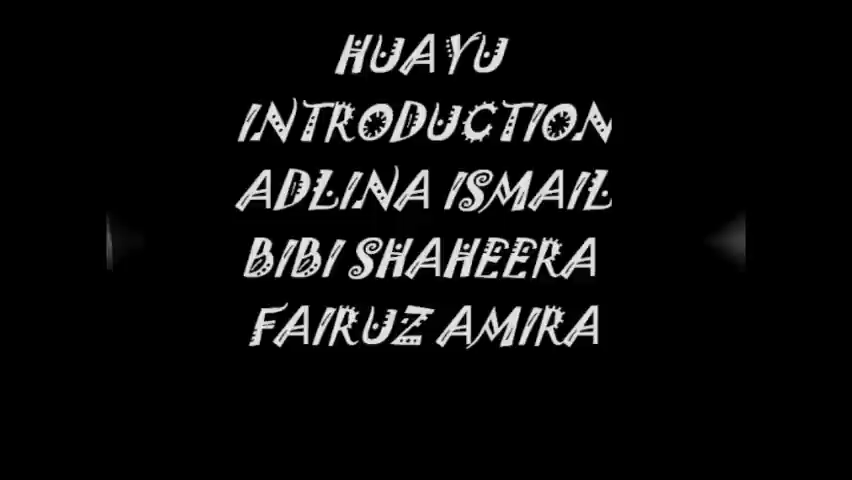 HUAYU
INTRODUCTION
ADLINA ISMAIL
BIBI SHAHEERA
FAIRUZ AMIRA